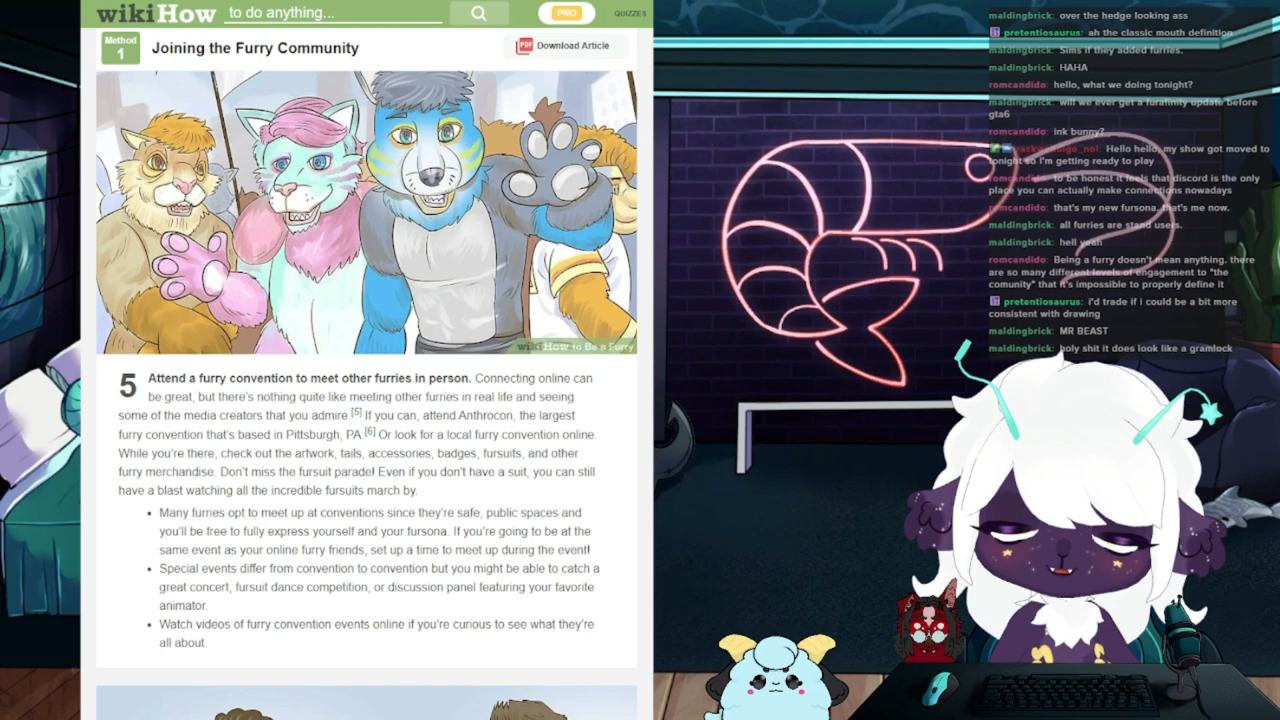 wikiHow to do anything... PRO QUIZZES
Method
1
Joining the Furry Community
PDF Download Article
wikiHow to Be a Furry
5 Attend a furry convention to meet other furries in person. Connecting online can
be great, but there's nothing quite like meeting other furries in real life and seeing
some of the media creators that you admire.[5] If you can, attend Anthrocon, the largest
furry convention that's based in Pittsburgh, PA.[6] Or look for a local furry convention online.
While you're there, check out the artwork, tails, accessories, badges, fursuits, and other
furry merchandise. Don't miss the fursuit parade! Even if you don't have a suit, you can still
have a blast watching all the incredible fursuits march by.
• Many furries opt to meet up at conventions since they're safe, public spaces and
you'll be free to fully express yourself and your fursona. If you're going to be at the
same event as your online furry friends, set up a time to meet up during the event!
• Special events differ from convention to convention but you might be able to catch a
great concert, fursuit dance competition, or discussion panel featuring your favorite
animator.
• Watch videos of furry convention events online if you're curious to see what they're
all about.
maldingbrick: over the hedge looking ass
pretentiosaurus: ah the classic mouth definition
maldingbrick: Sims if they added furries.
maldingbrick: HAHA
romcandido: hello, what we doing tonight?
maldingbrick: will we ever get a furafinity update before
gta6
romcandido: ink bunny?
Hello hello, my show got moved to
tonight so I'm getting ready to play
romcandido: to be honest it feels that discord is the only
place you can actually make connections nowadays
romcandido: that's my new fursona. that's me now.
maldingbrick: all furries are stand users.
maldingbrick: hell yeah
romcandido: Being a furry doesn't mean anything. there
are so many different levels of engagement to "the
comunity" that it's impossible to properly define it
pretentiosaurus: i'd trade if i could be a bit more
consistent with drawing
maldingbrick: MR BEAST
maldingbrick: holy shit it does look like a gramlock